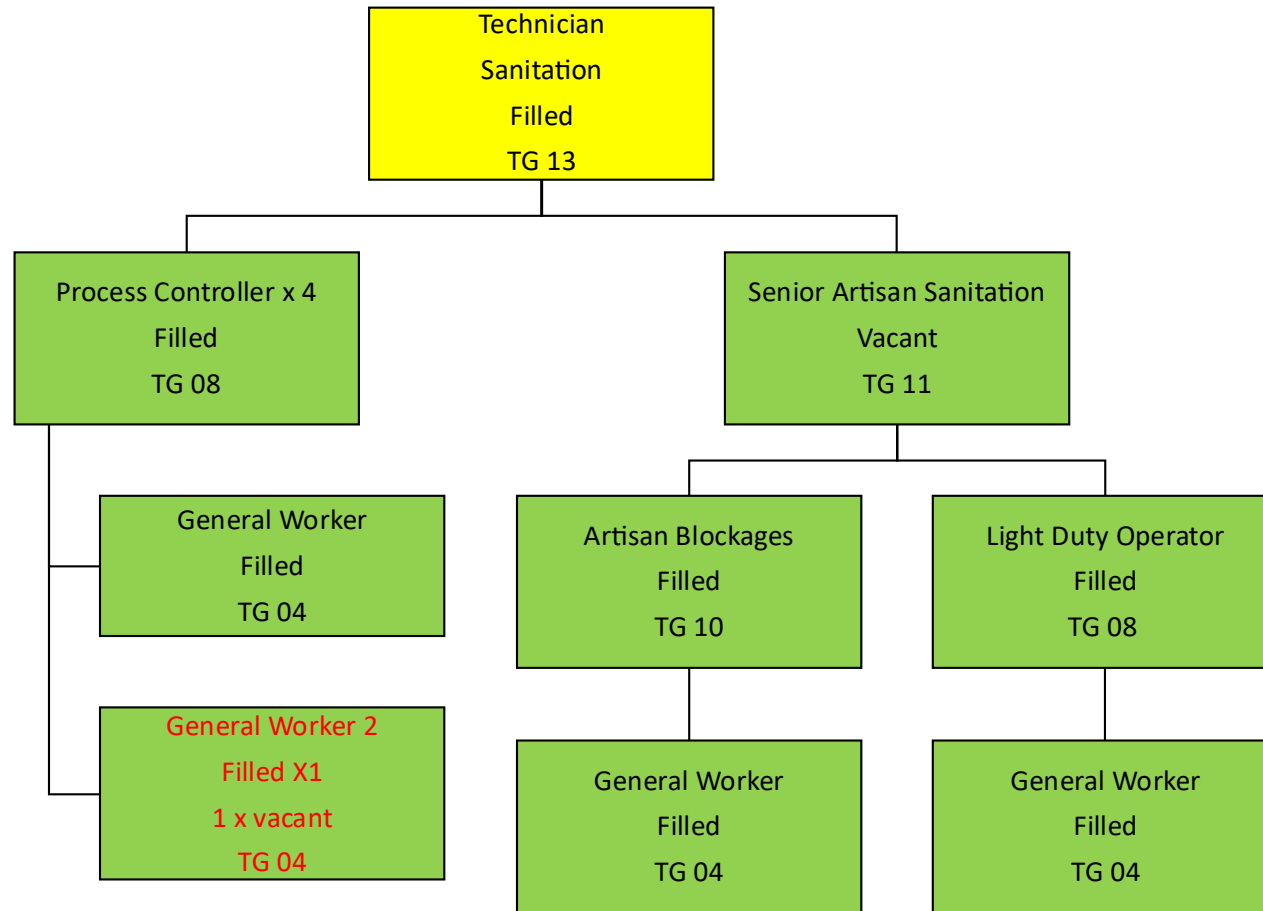 Technician
Sanitation
Filled
TG 13
Process Controller x 4
Filled
TG 08
Senior Artisan Sanitation
Vacant
TG 11
General Worker
Filled
TG 04
Artisan Blockages
Filled
TG 10
Light Duty Operator
Filled
TG 08
General Worker 2
Filled X1
1 x vacant
TG 04
General Worker
Filled
TG 04
General Worker
Filled
TG 04